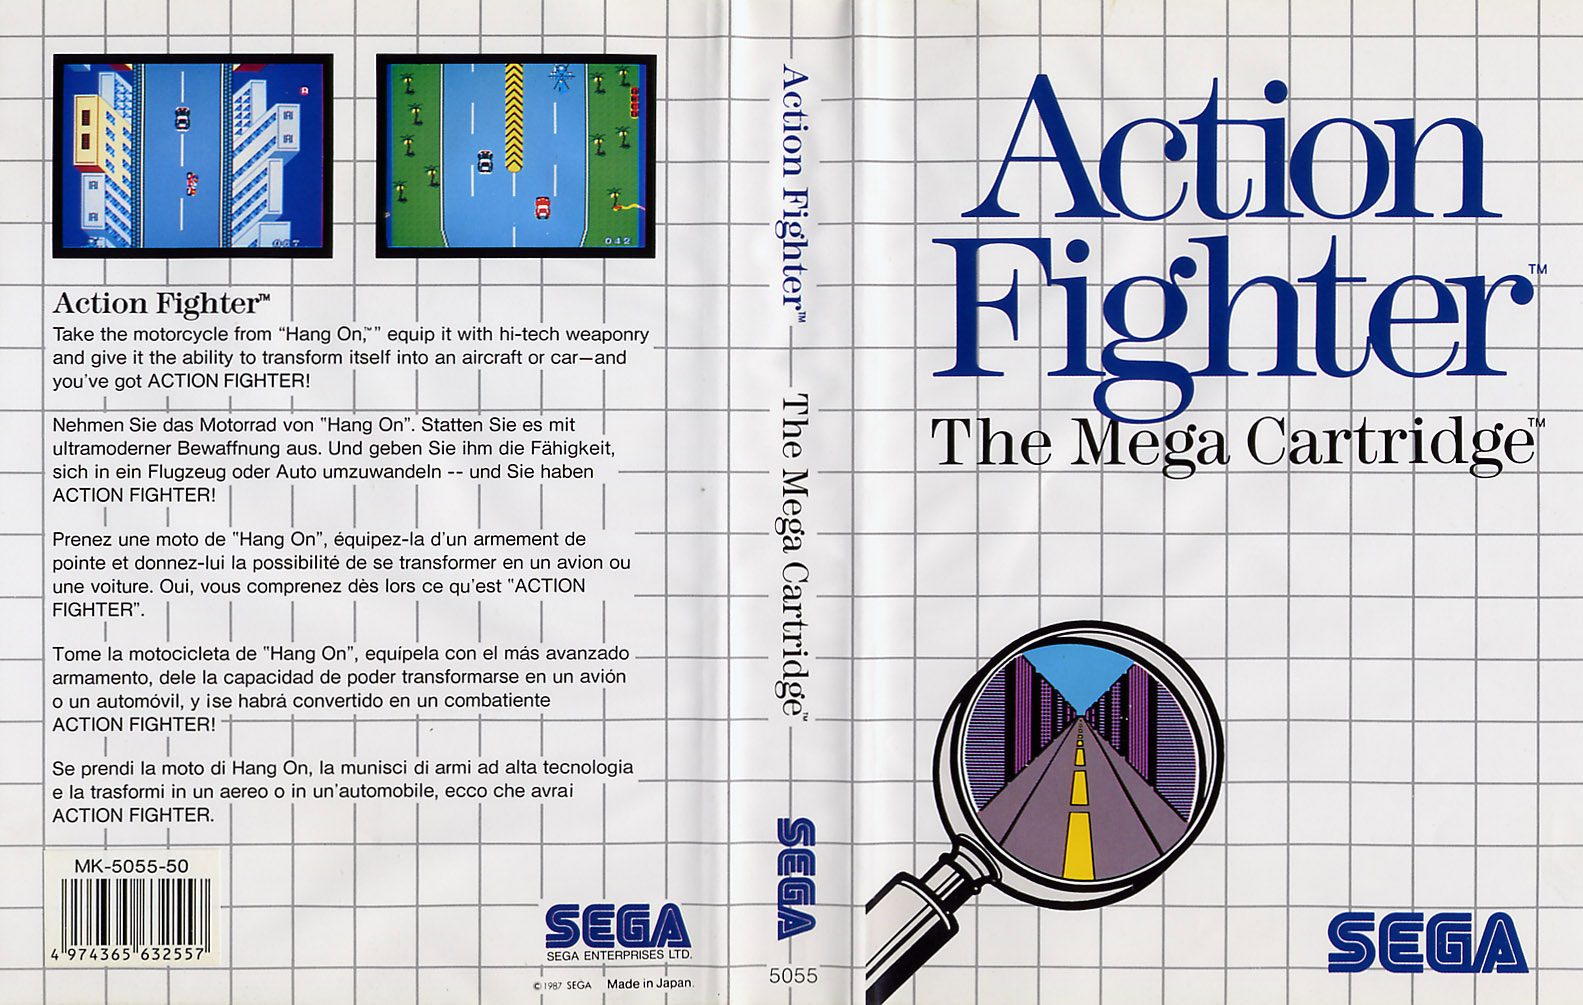 Action Fighter™
Take the motorcycle from “Hang On,™” equip it with hi-tech weaponry
and give it the ability to transform itself into an aircraft or car—and
you've got ACTION FIGHTER!
Nehmen Sie das Motorrad von "Hang On". Statten Sie es mit
ultramoderner Bewaffnung aus. Und geben Sie ihm die Fähigkeit,
sich in ein Flugzeug oder Auto umzuwandeln -- und Sie haben
ACTION FIGHTER!
Prenez une moto de "Hang On", équipez-la d'un armement de
pointe et donnez-lui la possibilité de se transformer en un avion ou
une voiture. Oui, vous comprenez dès lors ce qu'est "ACTION
FIGHTER".
Tome la motocicleta de "Hang On", equípela con el más avanzado
armamento, dele la capacidad de poder transformarse en un avión
o un automóvil, y ¡se habrá convertido en un combatiente
ACTION FIGHTER!
Se prendi la moto di Hang On, la munisci di armi ad alta tecnologia
e la trasformi in un aereo o in un'automobile, ecco che avrai
ACTION FIGHTER.
MK-5055-50
4 974365 632557
SEGA
SEGA ENTERPRISES LTD.
© 1987 SEGA Made in Japan.
Action Fighter™ The Mega Cartridge™
SEGA
5055
Action
Fighter™
The Mega Cartridge™
SEGA
042